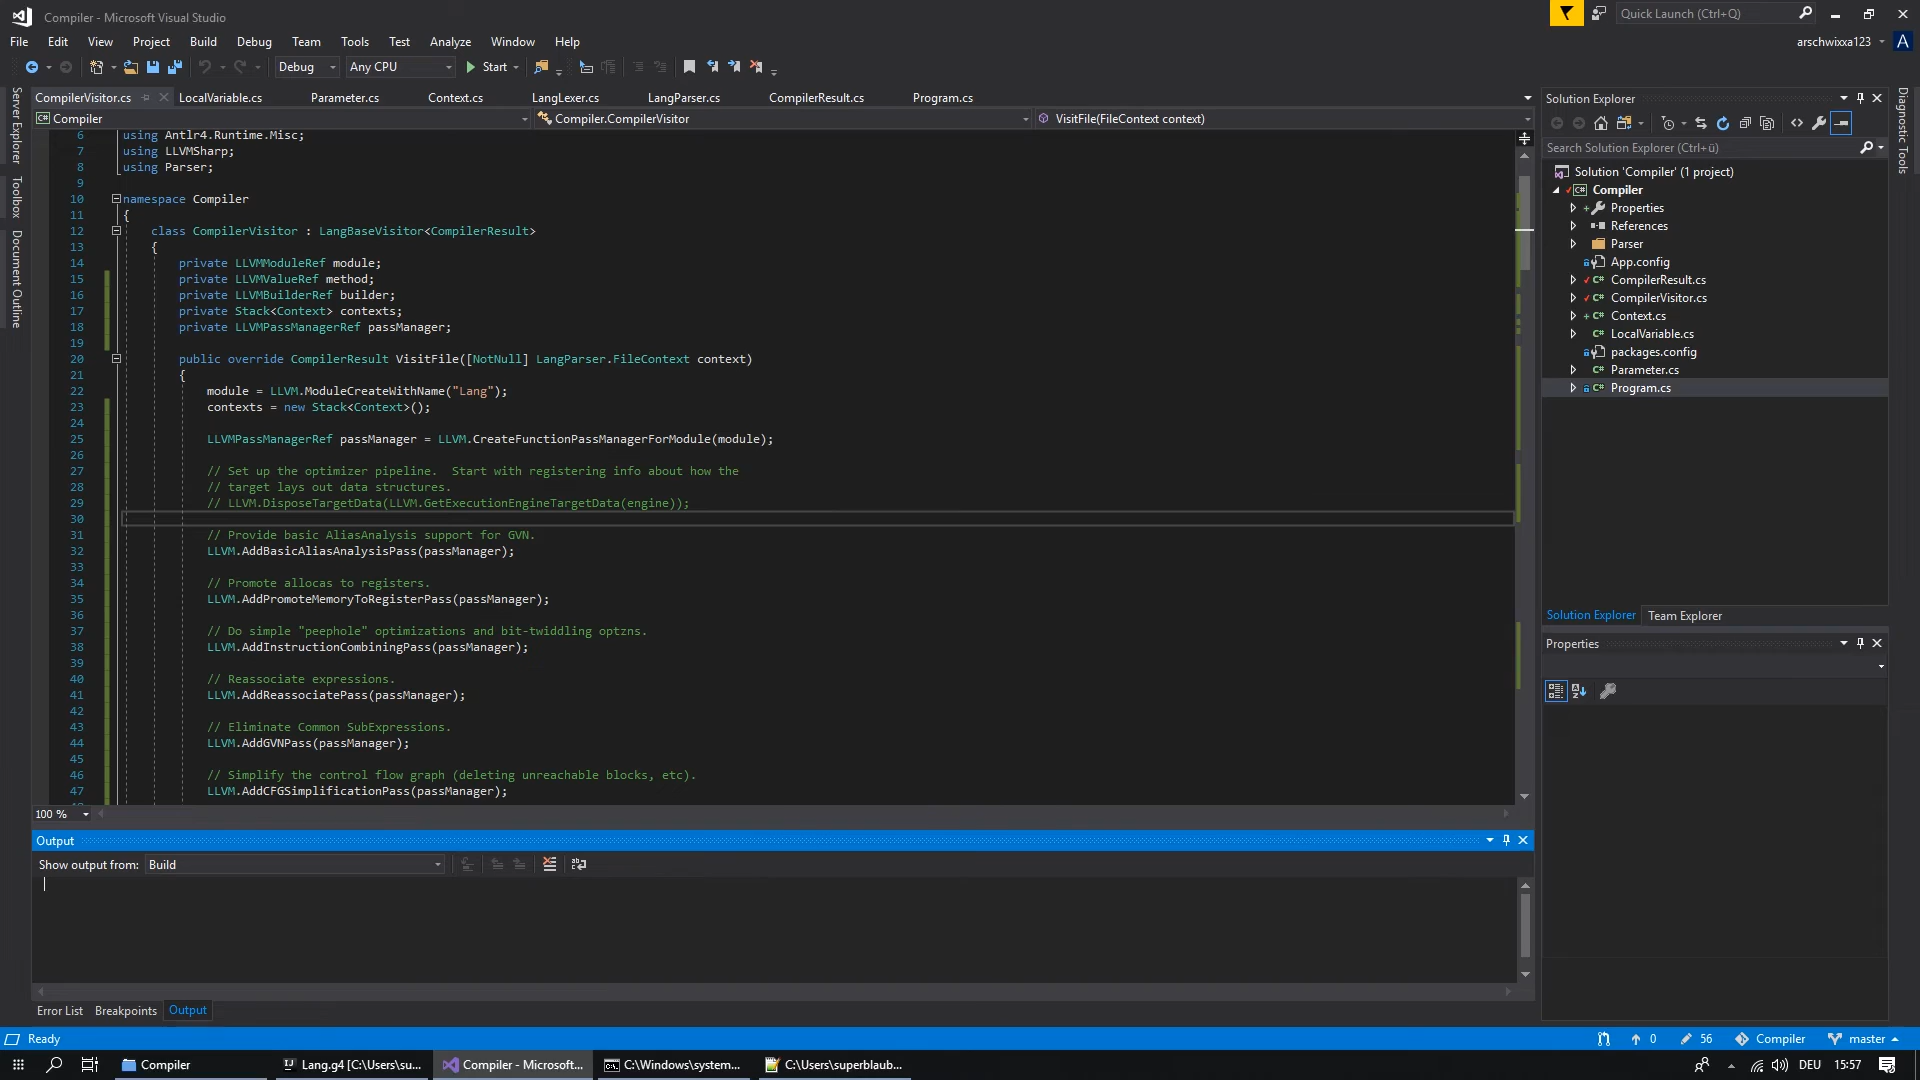 Compiler - Microsoft Visual Studio
Quick Launch (Ctrl+Q)
File Edit View Project Build Debug Team Tools Test Analyze Window Help
arschwixxa123 A
Debug Any CPU Start
Server Explorer
Toolbox
Document Outline
CompilerVisitor.cs LocalVariable.cs Parameter.cs Context.cs LangLexer.cs LangParser.cs CompilerResult.cs Program.cs
Compiler Compiler.CompilerVisitor VisitFile(FileContext context)
6 using Antlr4.Runtime.Misc;
7 using LLVMSharp;
8 using Parser;
9
10 namespace Compiler
11 {
12 class CompilerVisitor : LangBaseVisitor<CompilerResult>
13 {
14 private LLVMModuleRef module;
15 private LLVMValueRef method;
16 private LLVMBuilderRef builder;
17 private Stack<Context> contexts;
18 private LLVMPassManagerRef passManager;
19
20 public override CompilerResult VisitFile([NotNull] LangParser.FileContext context)
21 {
22 module = LLVM.ModuleCreateWithName("Lang");
23 contexts = new Stack<Context>();
24
25 LLVMPassManagerRef passManager = LLVM.CreateFunctionPassManagerForModule(module);
26
27 // Set up the optimizer pipeline.  Start with registering info about how the
28 // target lays out data structures.
29 // LLVM.DisposeTargetData(LLVM.GetExecutionEngineTargetData(engine));
30
31 // Provide basic AliasAnalysis support for GVN.
32 LLVM.AddBasicAliasAnalysisPass(passManager);
33
34 // Promote allocas to registers.
35 LLVM.AddPromoteMemoryToRegisterPass(passManager);
36
37 // Do simple "peephole" optimizations and bit-twiddling optzns.
38 LLVM.AddInstructionCombiningPass(passManager);
39
40 // Reassociate expressions.
41 LLVM.AddReassociatePass(passManager);
42
43 // Eliminate Common SubExpressions.
44 LLVM.AddGVNPass(passManager);
45
46 // Simplify the control flow graph (deleting unreachable blocks, etc).
47 LLVM.AddCFGSimplificationPass(passManager);
100 %
Output
Show output from: Build
Error List Breakpoints Output
Solution Explorer
Search Solution Explorer (Ctrl+ü)
Solution 'Compiler' (1 project)
Compiler
Properties
References
Parser
App.config
CompilerResult.cs
CompilerVisitor.cs
Context.cs
LocalVariable.cs
packages.config
Parameter.cs
Program.cs
Solution Explorer Team Explorer
Properties
Diagnostic Tools
Ready 0 56 Compiler master
Compiler Lang.g4 [C:\Users\su... Compiler - Microsoft... C:\Windows\system... C:\Users\superblaub... DEU 15:57